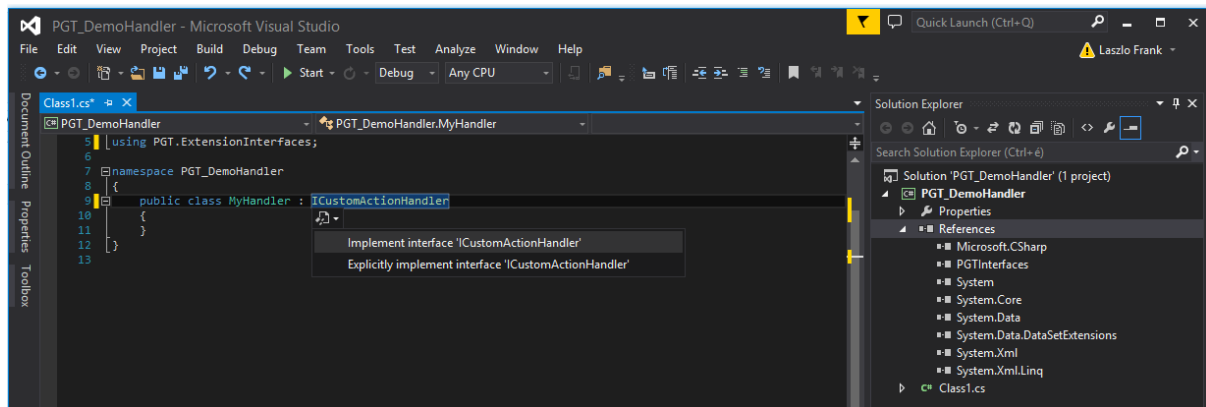 PGT_DemoHandler - Microsoft Visual Studio
Quick Launch (Ctrl+Q)
File Edit View Project Build Debug Team Tools Test Analyze Window Help
Laszlo Frank
Start Debug Any CPU
Document Outline
Properties
Toolbox
Class1.cs*
PGT_DemoHandler PGT_DemoHandler.MyHandler
5 using PGT.ExtensionInterfaces;
6
7 namespace PGT_DemoHandler
8 {
9 public class MyHandler : ICustomActionHandler
10 {
11 }
12 }
13
Implement interface 'ICustomActionHandler'
Explicitly implement interface 'ICustomActionHandler'
Solution Explorer
Search Solution Explorer (Ctrl+é)
Solution 'PGT_DemoHandler' (1 project)
C# PGT_DemoHandler
Properties
References
Microsoft.CSharp
PGTInterfaces
System
System.Core
System.Data
System.Data.DataSetExtensions
System.Xml
System.Xml.Linq
C# Class1.cs